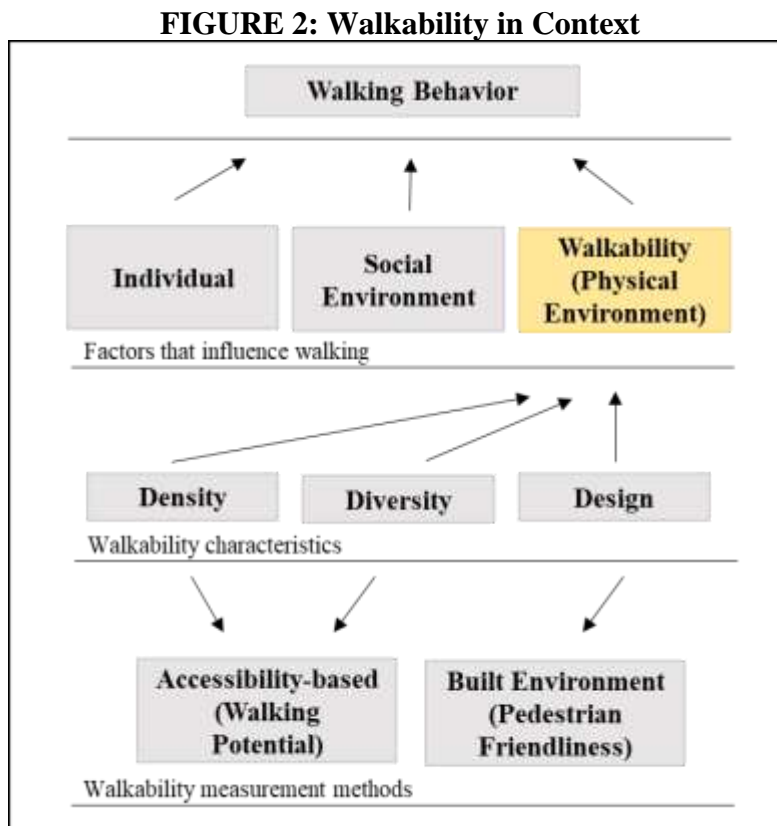 FIGURE 2: Walkability in Context
Walking Behavior
Individual
Social
Environment
Walkability
(Physical
Environment)
Factors that influence walking
Density
Diversity
Design
Walkability characteristics
Accessibility-based
(Walking
Potential)
Built Environment
(Pedestrian
Friendliness)
Walkability measurement methods